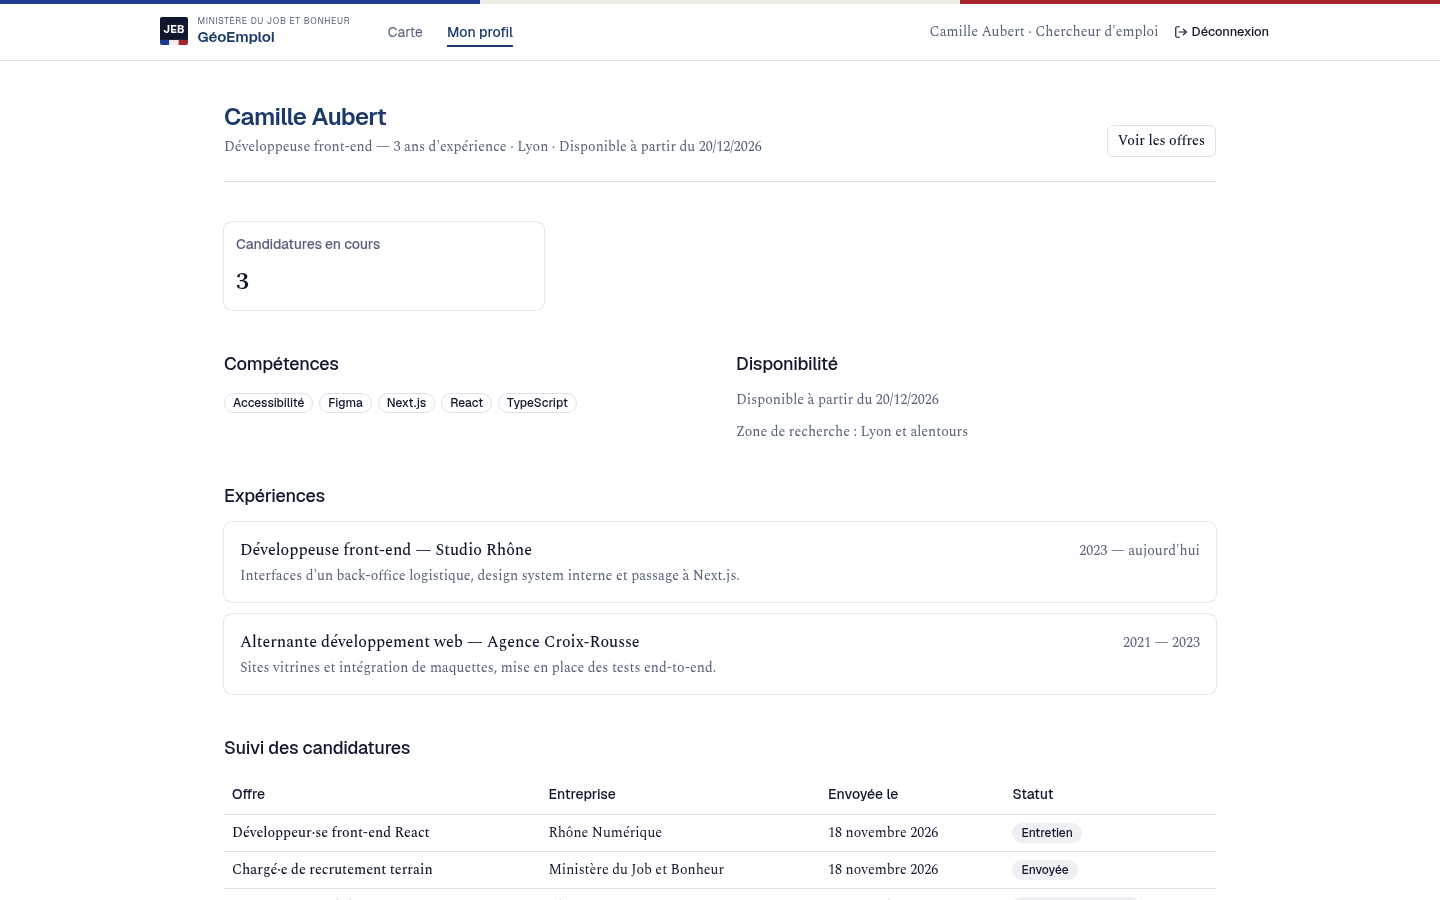 JEB
MINISTÈRE DU JOB ET BONHEUR
GéoEmploi
Carte
Mon profil
Camille Aubert · Chercheur d'emploi
Déconnexion
Camille Aubert
Développeuse front-end — 3 ans d'expérience · Lyon · Disponible à partir du 20/12/2026
Voir les offres
Candidatures en cours
3
Compétences
Accessibilité
Figma
Next.js
React
TypeScript
Disponibilité
Disponible à partir du 20/12/2026
Zone de recherche : Lyon et alentours
Expériences
Développeuse front-end — Studio Rhône
2023 — aujourd'hui
Interfaces d'un back-office logistique, design system interne et passage à Next.js.
Alternante développement web — Agence Croix-Rousse
2021 — 2023
Sites vitrines et intégration de maquettes, mise en place des tests end-to-end.
Suivi des candidatures
Offre Entreprise Envoyée le Statut
Développeur·se front-end React Rhône Numérique 18 novembre 2026 Entretien
Chargé·e de recrutement terrain Ministère du Job et Bonheur 18 novembre 2026 Envoyée